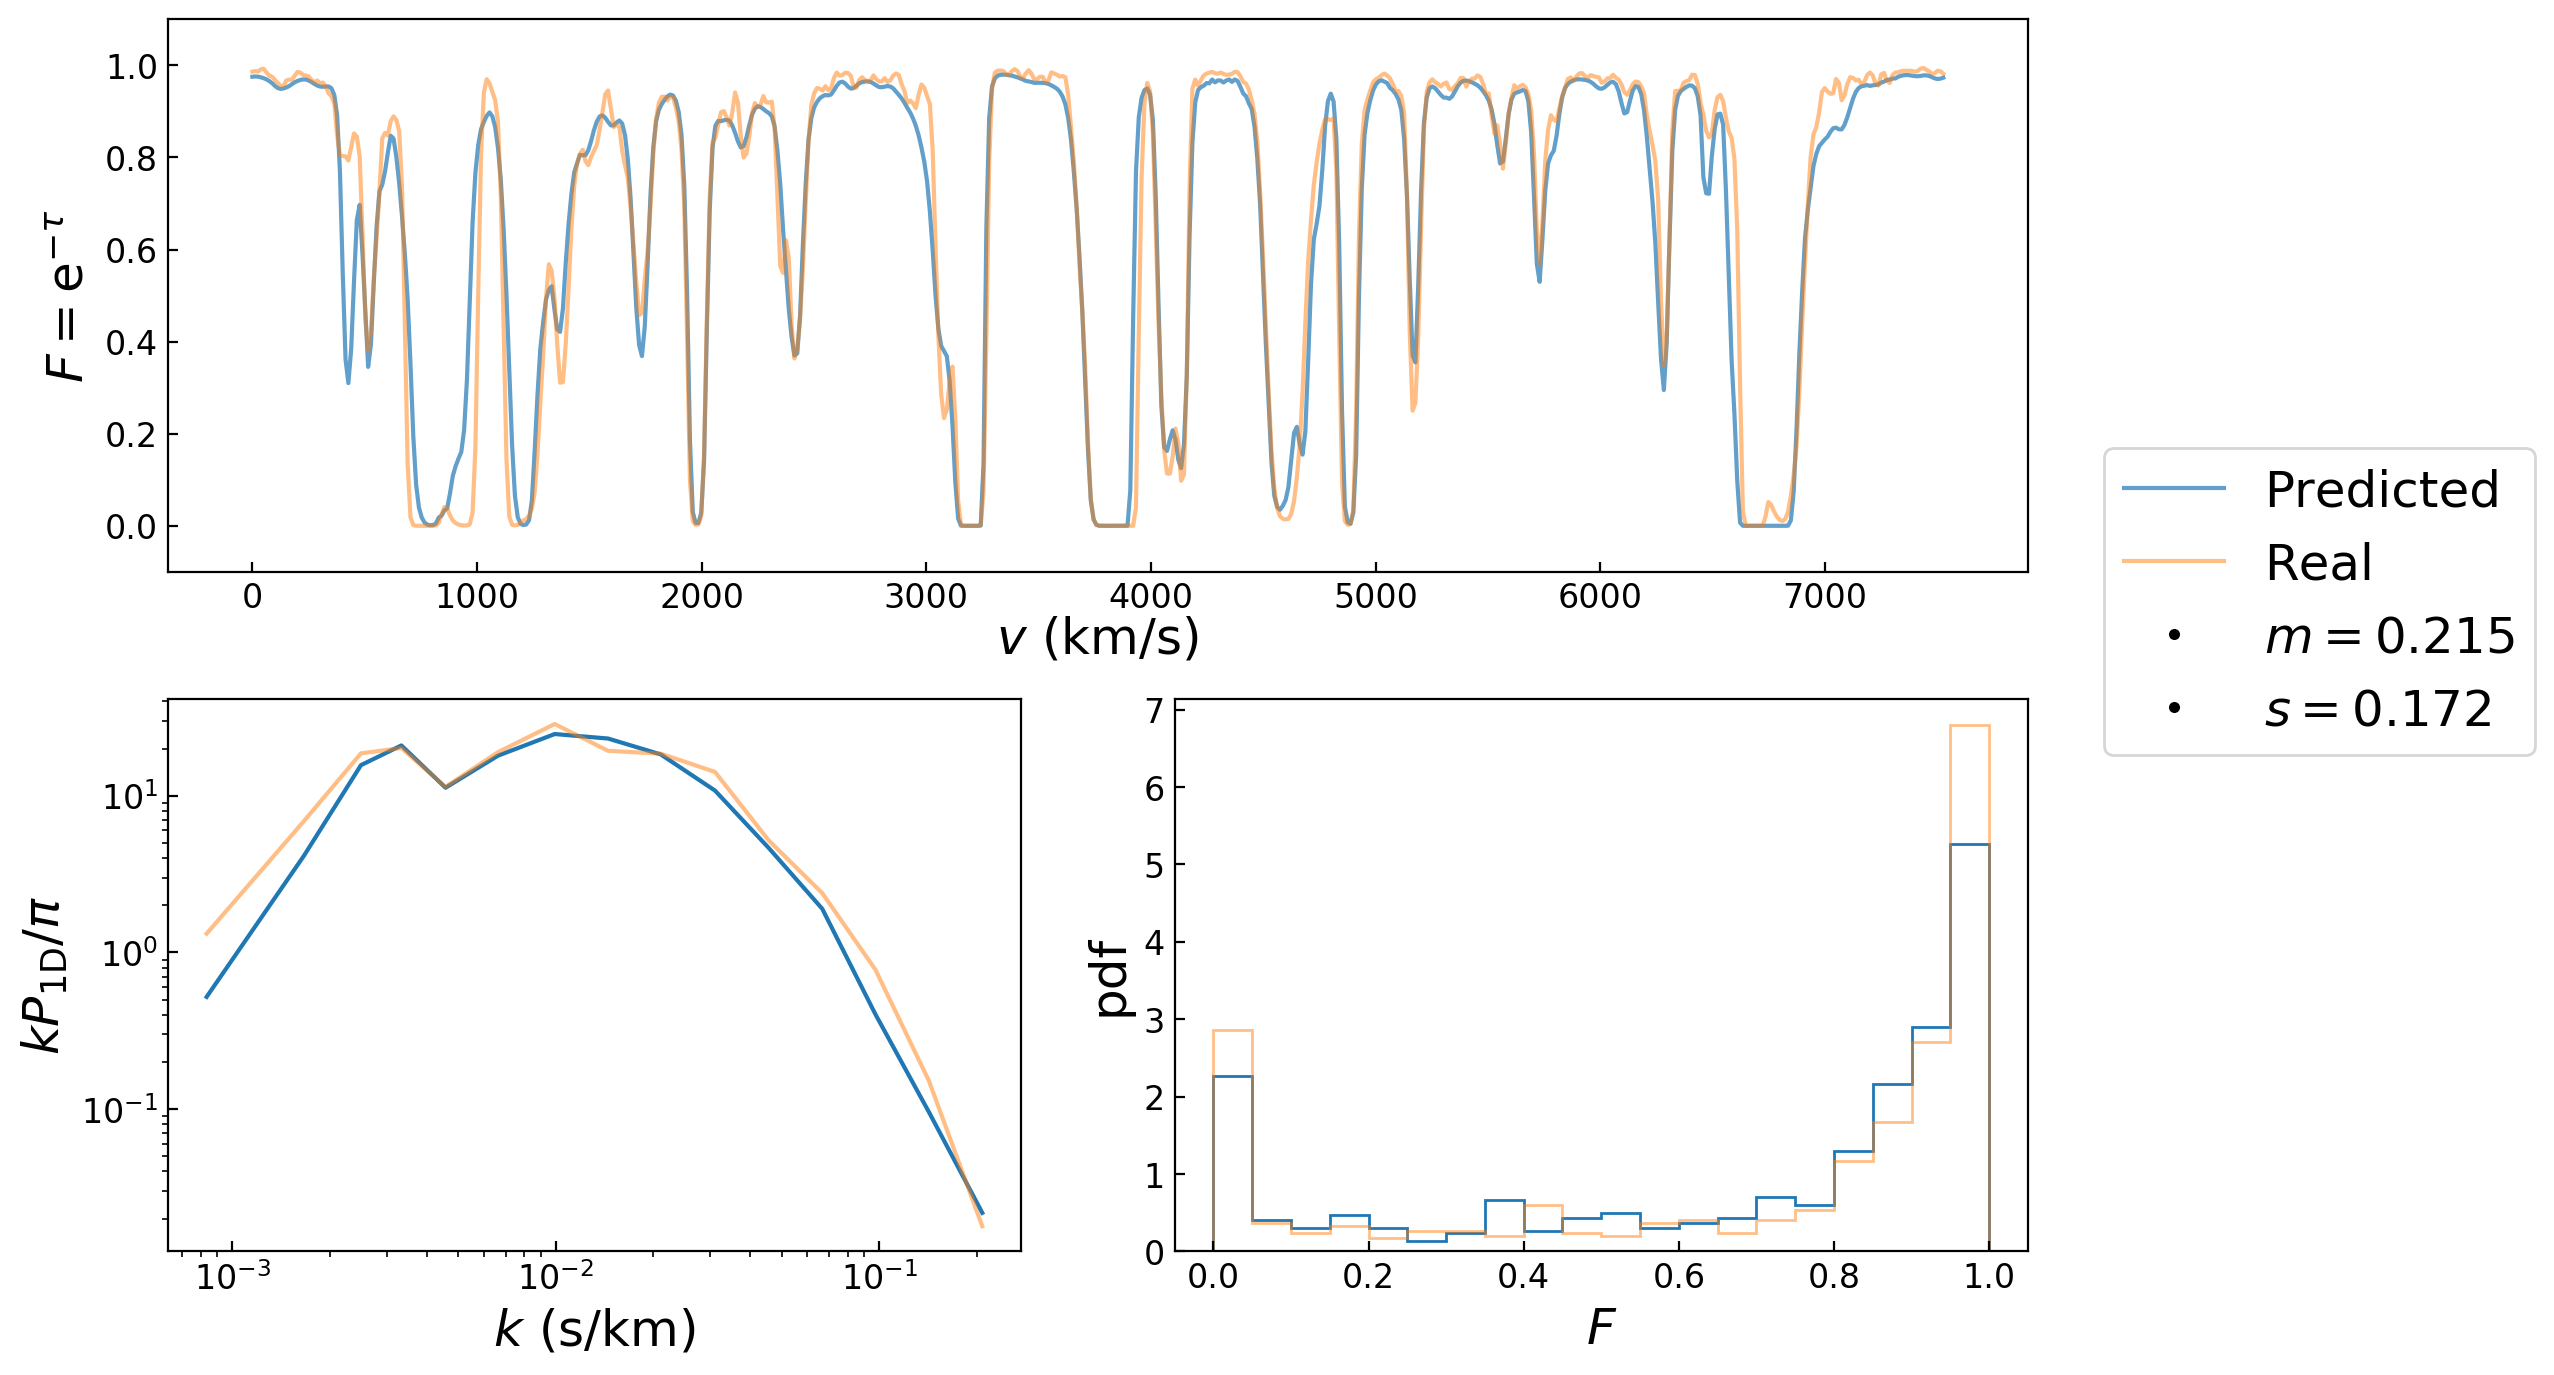 1.0
0.8
0.6
0.4
0.2
0.0
F = e^{-τ}
0 1000 2000 3000 4000 5000 6000 7000
v (km/s)
Predicted
Real
m = 0.215
s = 0.172
10^1
10^0
10^{-1}
kP_{1D}/π
10^{-3} 10^{-2} 10^{-1}
k (s/km)
7
6
5
4
3
2
1
0
pdf
0.0 0.2 0.4 0.6 0.8 1.0
F